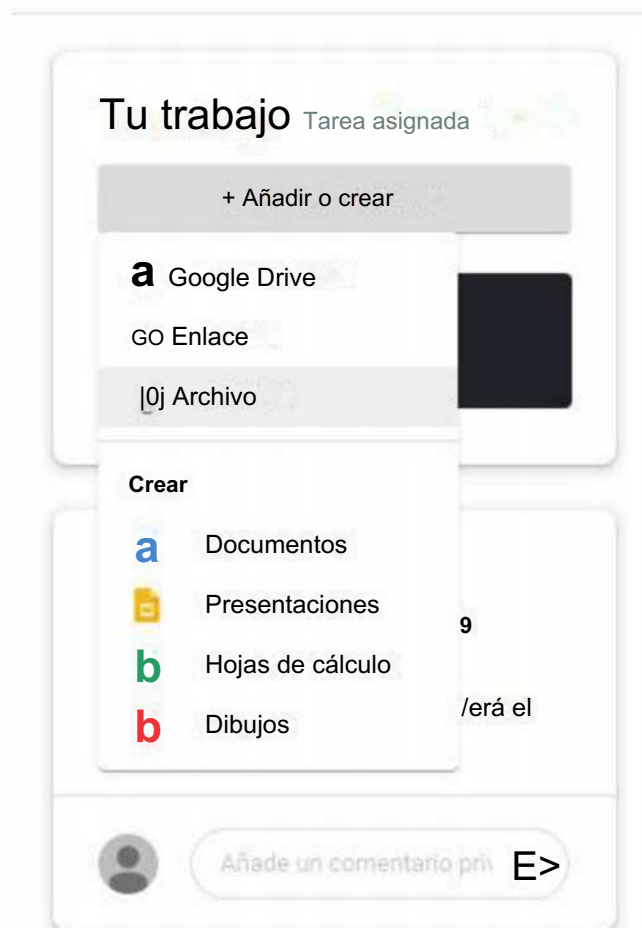 Tu trabajo Tarea asignada
+ Añadir o crear
a Google Drive
GO Enlace
|0j Archivo
Crear
a Documentos
Presentaciones
9
b Hojas de cálculo
/erá el
b Dibujos
Añade un comentario pri E>